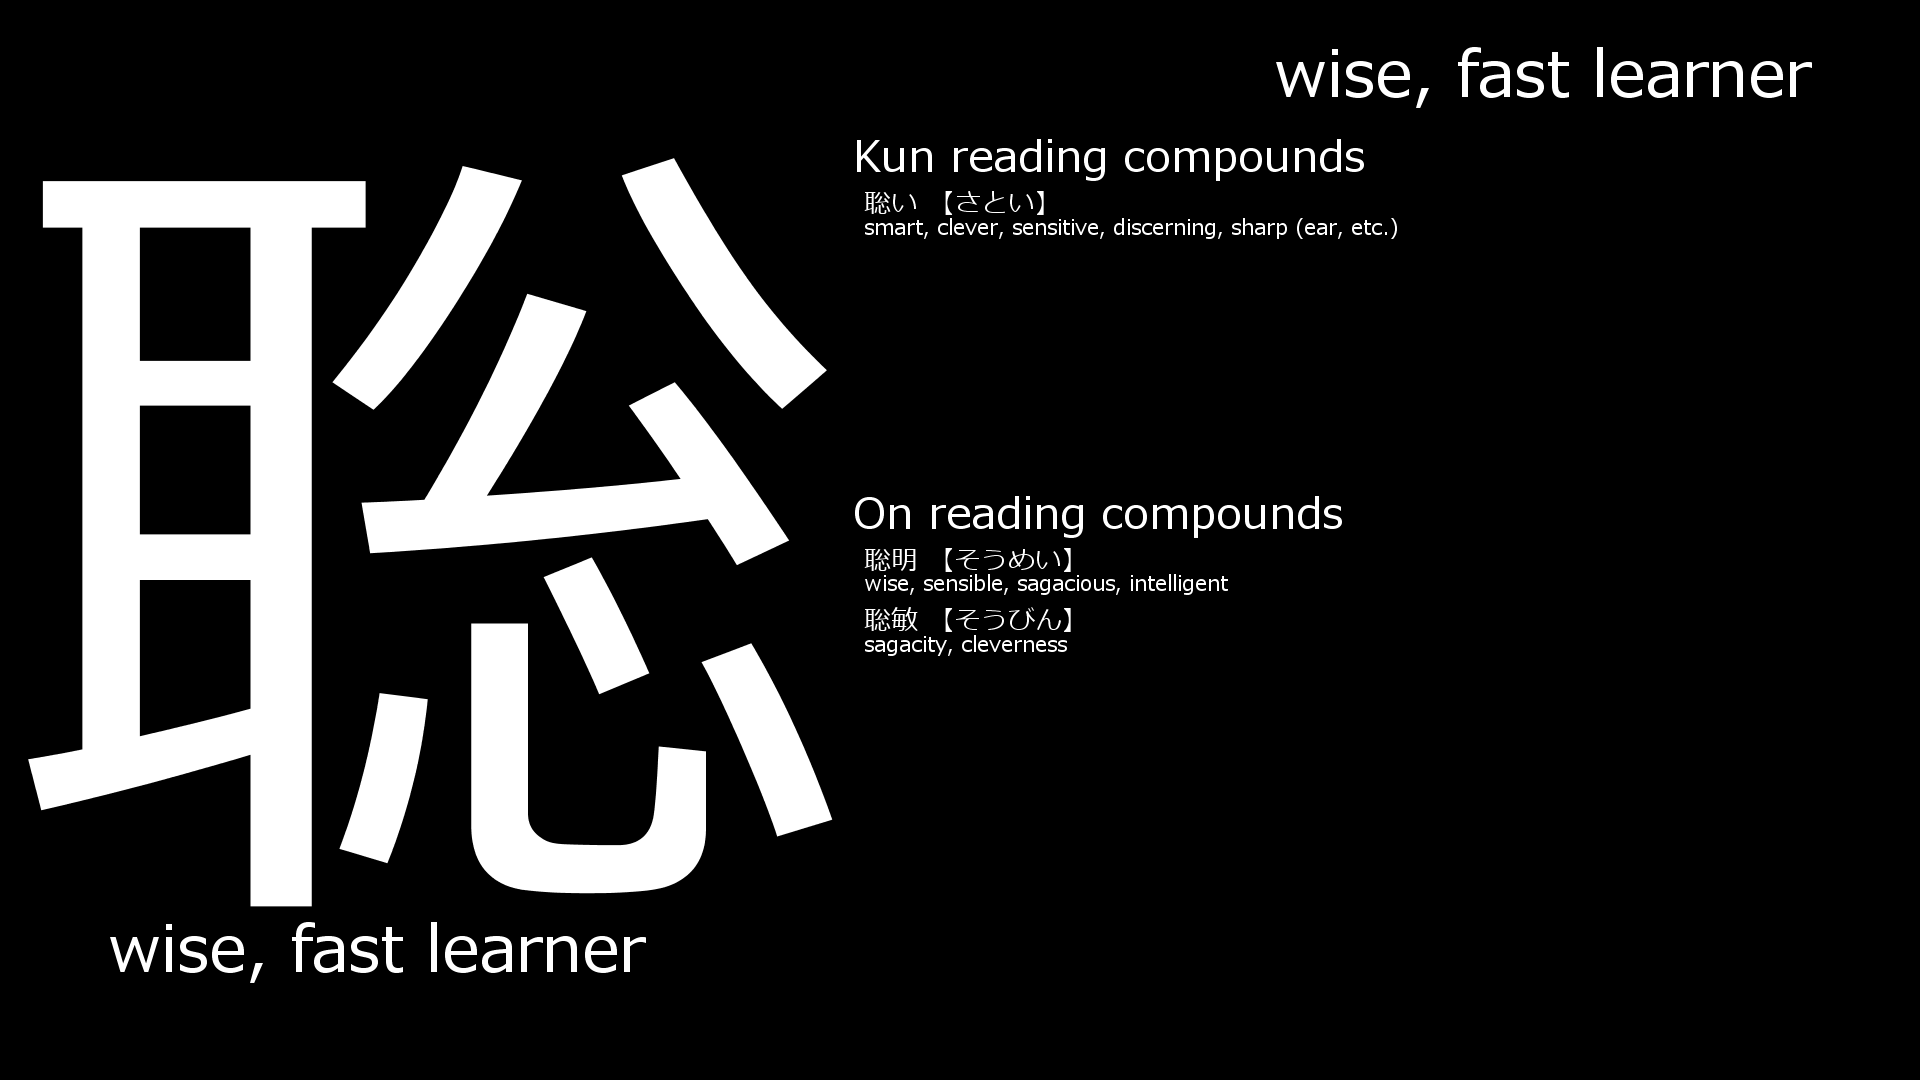 wise, fast learner
聡
wise, fast learner
Kun reading compounds
聡い 【さとい】
smart, clever, sensitive, discerning, sharp (ear, etc.)
On reading compounds
聡明 【そうめい】
wise, sensible, sagacious, intelligent
聡敏 【そうびん】
sagacity, cleverness